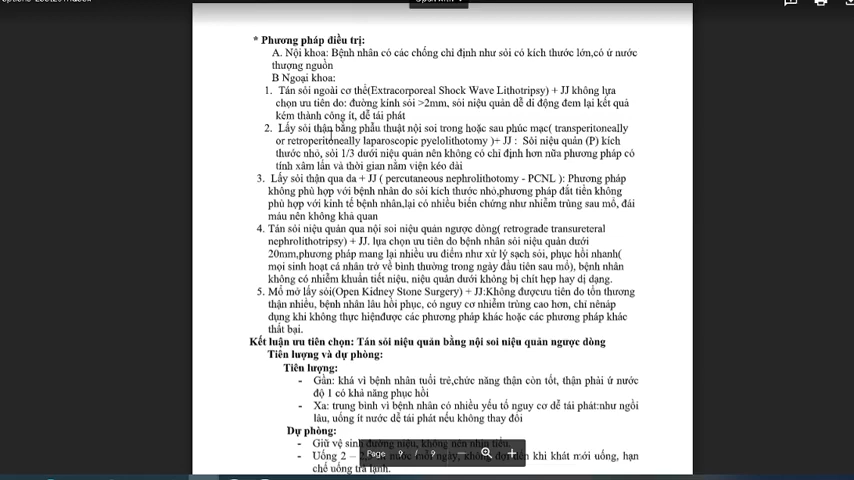 * Phương pháp điều trị:
A. Nội khoa: Bệnh nhân có các chống chỉ định như sỏi có kích thước lớn,có ứ nước
thượng nguồn
B Ngoại khoa:
1. Tán sỏi ngoài cơ thể(Extracorporeal Shock Wave Lithotripsy) + JJ không lựa
chọn ưu tiên do: đường kính sỏi >2mm, sỏi niệu quản dễ di động đem lại kết quả
kém thành công ít, dễ tái phát
2. Lấy sỏi thận bằng phẫu thuật nội soi trong hoặc sau phúc mạc( transperitoneally
or retroperitoneally laparoscopic pyelolithotomy )+ JJ : Sỏi niệu quản (P) kích
thước nhỏ, sỏi 1/3 dưới niệu quản nên không có chỉ định hơn nữa phương pháp có
tính xâm lấn và thời gian nằm viện kéo dài
3. Lấy sỏi thận qua da + JJ ( percutaneous nephrolithotomy - PCNL ): Phương pháp
không phù hợp với bệnh nhân do sỏi kích thước nhỏ,phương pháp đắt tiền không
phù hợp với kinh tế bệnh nhân,lại có nhiều biến chứng như nhiễm trùng sau mổ, đái
máu nên không khả quan
4. Tán sỏi niệu quản qua nội soi niệu quản ngược dòng( retrograde transureteral
nephrolithotripsy) + JJ. lựa chọn ưu tiên do bệnh nhân sỏi niệu quản dưới
20mm,phương pháp mang lại nhiều ưu điểm như xử lý sạch sỏi, phục hồi nhanh(
mọi sinh hoạt cá nhân trở về bình thường trong ngày đầu tiên sau mổ), bệnh nhân
không có nhiễm khuẩn tiết niệu, niệu quản dưới không bị chít hẹp hay dị dạng.
5. Mổ mở lấy sỏi(Open Kidney Stone Surgery) + JJ:Không đượcưu tiên do tổn thương
thận nhiều, bệnh nhân lâu hồi phục, có nguy cơ nhiễm trùng cao hơn, chỉ nênáp
dụng khi không thực hiệnđược các phương pháp khác hoặc các phương pháp khác
thất bại.
Kết luận ưu tiên chọn: Tán sỏi niệu quản bằng nội soi niệu quản ngược dòng
Tiên lượng và dự phòng:
Tiên lượng:
- Gần: khá vì bệnh nhân tuổi trẻ,chức năng thận còn tốt, thận phải ứ nước
độ 1 có khả năng phục hồi
- Xa: trung bình vì bệnh nhân có nhiều yếu tố nguy cơ dễ tái phát:như ngồi
lâu, uống ít nước dễ tái phát nếu không thay đổi
Dự phòng:
- Giữ vệ sinh đường niệu, không nên nhịn tiểu.
- Uống 2 – nước mỗi ngày, không đợi đến khi khát mới uống, hạn
chế uống trà lạnh.
Page 9 / 9